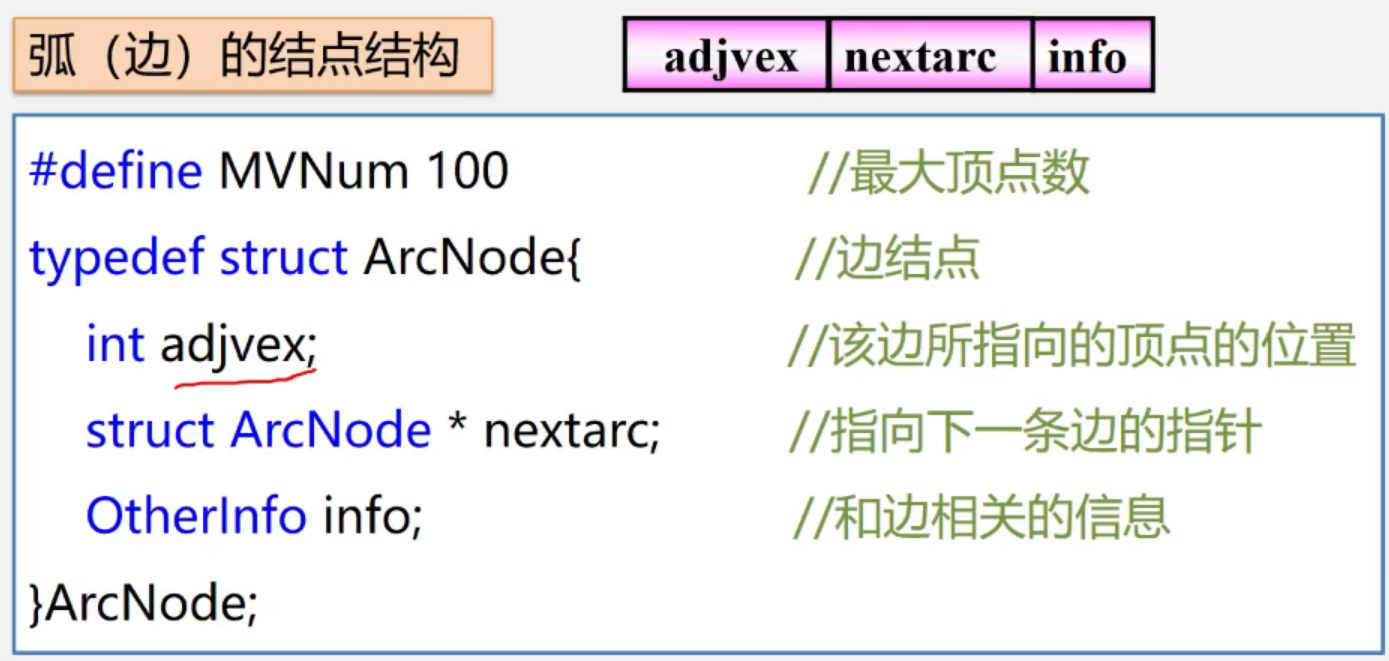 弧（边）的结点结构
adjvex nextarc info
#define MVNum 100 //最大顶点数
typedef struct ArcNode{ //边结点
int adjvex; //该边所指向的顶点的位置
struct ArcNode * nextarc; //指向下一条边的指针
OtherInfo info; //和边相关的信息
}ArcNode;